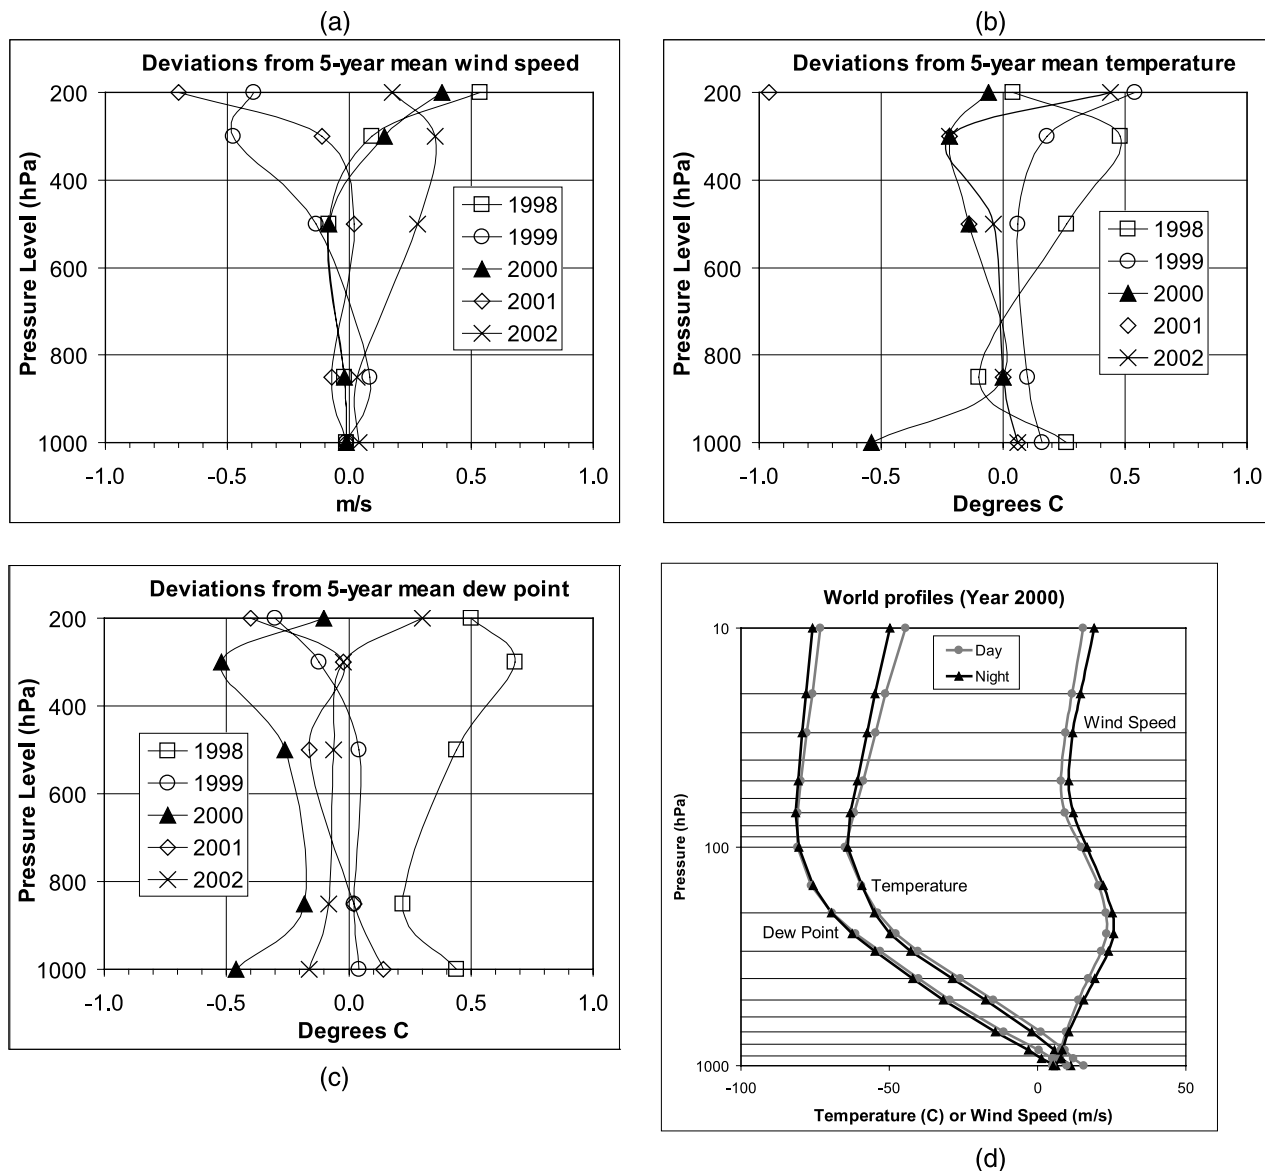 (a)
Deviations from 5-year mean wind speed
Pressure Level (hPa)
200
400
600
800
1000
-1.0
-0.5
0.0
0.5
1.0
m/s
1998
1999
2000
2001
2002
(b)
Deviations from 5-year mean temperature
Pressure Level (hPa)
200
400
600
800
1000
-1.0
-0.5
0.0
0.5
1.0
Degrees C
1998
1999
2000
2001
2002
Deviations from 5-year mean dew point
Pressure Level (hPa)
200
400
600
800
1000
-1.0
-0.5
0.0
0.5
1.0
Degrees C
1998
1999
2000
2001
2002
(c)
World profiles (Year 2000)
Pressure (hPa)
10
100
1000
-100
-50
0
50
Temperature (C) or Wind Speed (m/s)
Day
Night
Wind Speed
Temperature
Dew Point
(d)